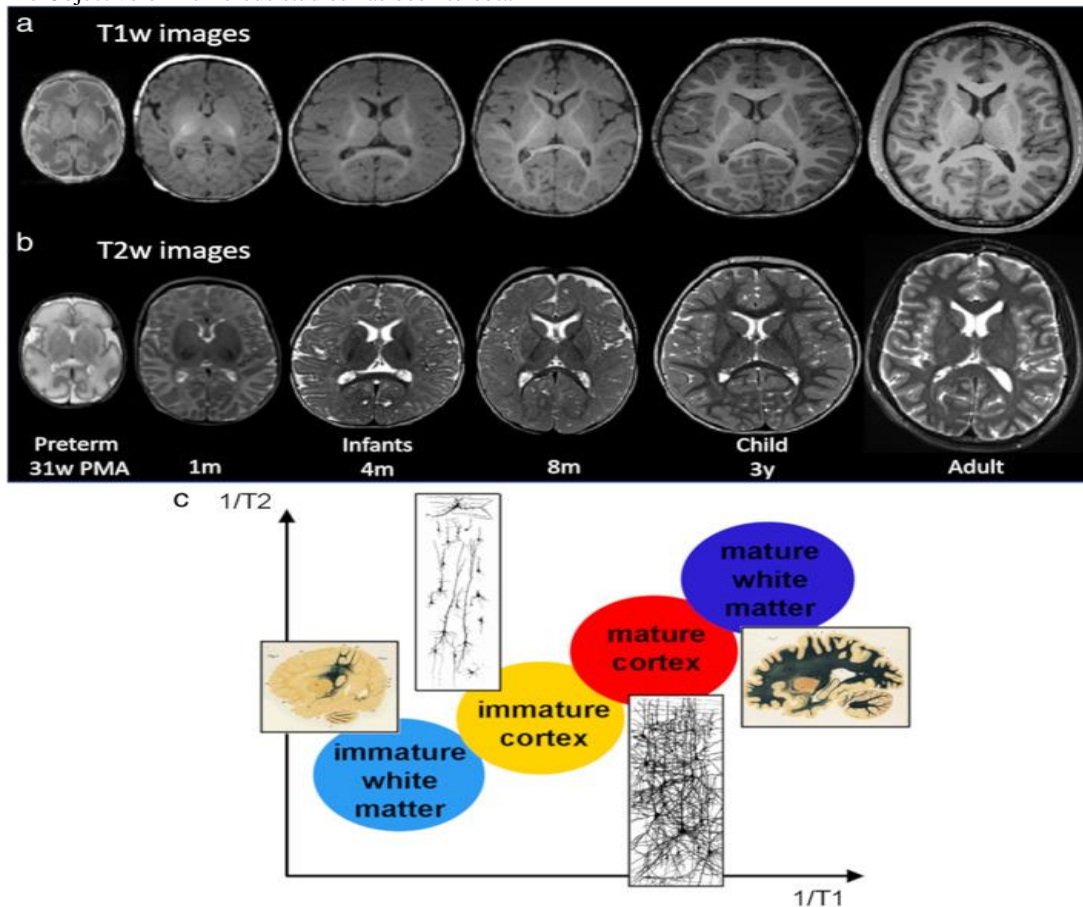 a
T1w images
b
T2w images
Preterm
31w PMA
1m
Infants
4m
8m
Child
3y
Adult
c
1/T2
mature
white
matter
mature
cortex
immature
cortex
immature
white
matter
1/T1